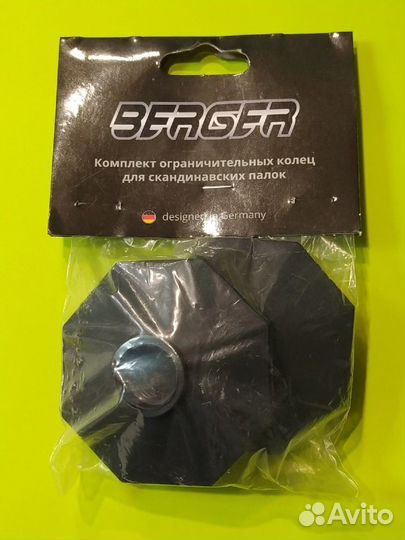 BERGER
Комплект ограничительных колец
для скандинавских палок
designed in Germany
Avito